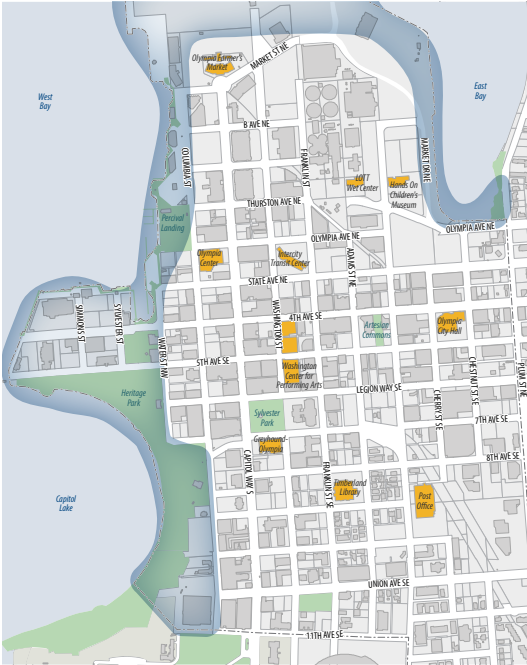 Olympia Farmer's
Market
MARKET ST NE
West
Bay
East
Bay
B AVE NE
COLUMBIA ST
FRANKLIN ST
MARKET DR NE
LOTT
Wet Center
Hands On
Children's
Museum
THURSTON AVE NE
Percival
Landing
OLYMPIA AVE NE
OLYMPIA AVE NE
Olympia
Center
Intercity
Transit Center
ADAMS ST NE
STATE AVE NE
SIMMONS ST
SYLVESTER ST
WATER ST NW
WASHINGTON ST
4TH AVE SE
Artesian
Commons
Olympia
City Hall
5TH AVE SE
Washington
Center for
Performing Arts
CHESTNUT ST SE
PLUM ST NE
LEGION WAY SE
CHERRY ST SE
Heritage
Park
Sylvester
Park
7TH AVE SE
Greyhound-
Olympia
8TH AVE SE
CAPITOL WAY S
FRANKLIN ST SE
Timberland
Library
Post
Office
Capitol
Lake
UNION AVE SE
11TH AVE SE